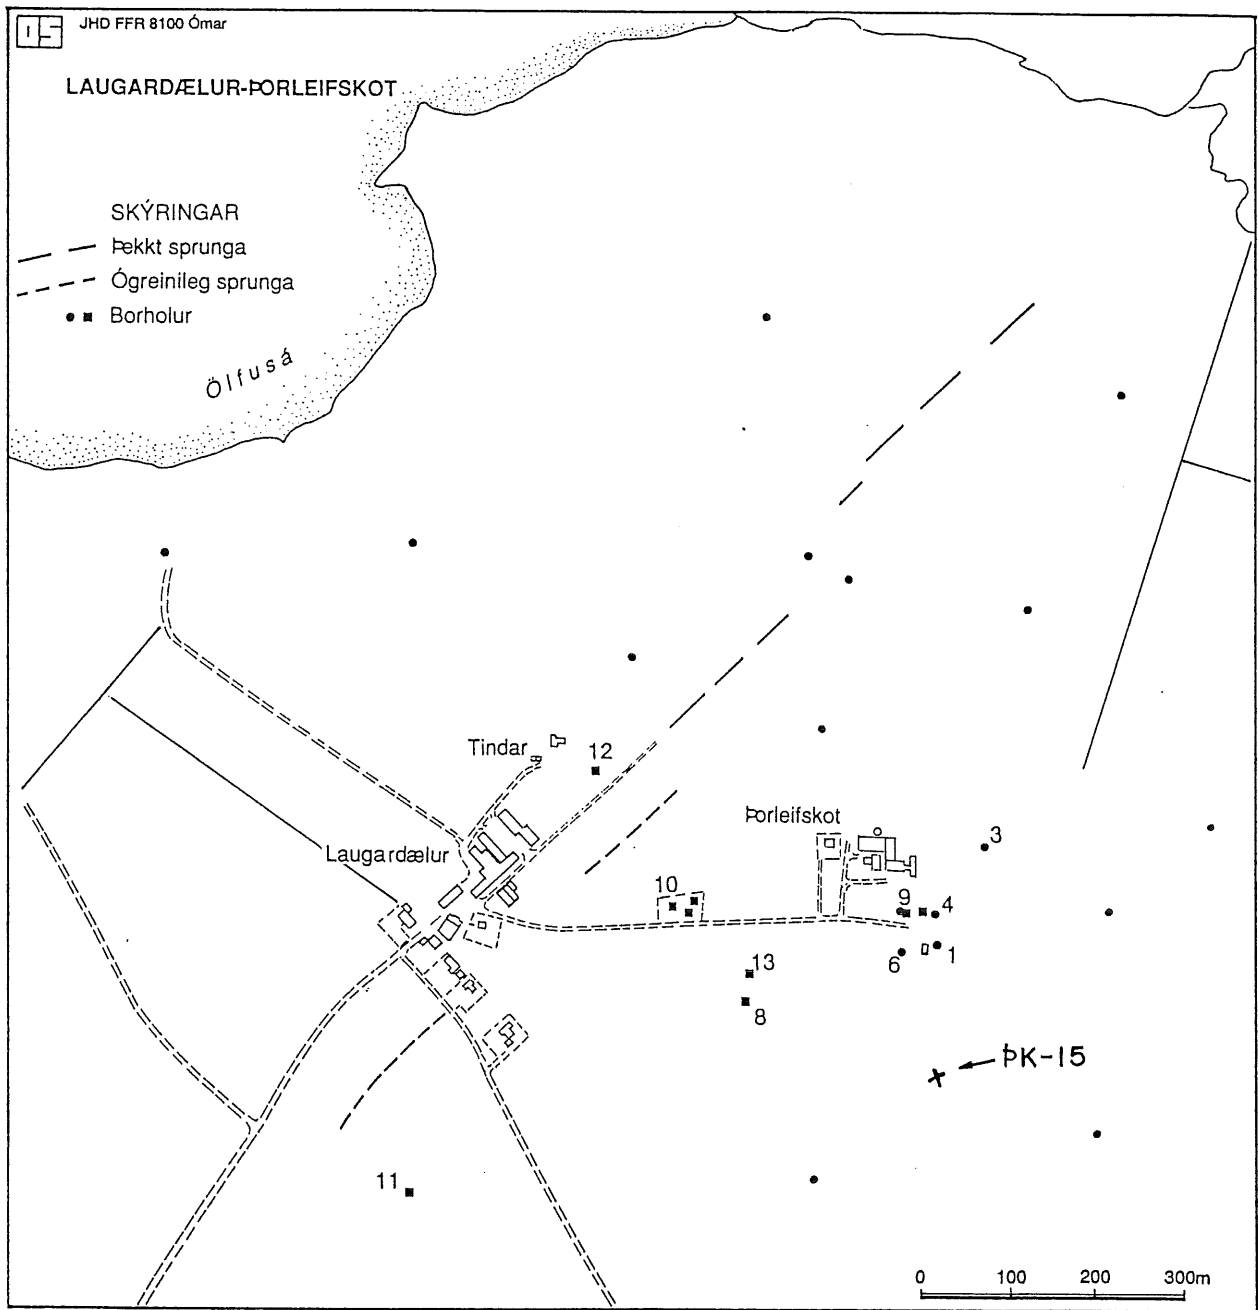 OS JHD FFR 8100 Ómar
LAUGARDÆLUR-ÞORLEIFSKOT
SKÝRINGAR
Þekkt sprunga
Ógreinileg sprunga
Borholur
Ölfusá
Tindar
12
Þorleifskot
Laugardælur
3
10
9
4
6
1
13
8
ÞK-15
11
0 100 200 300m